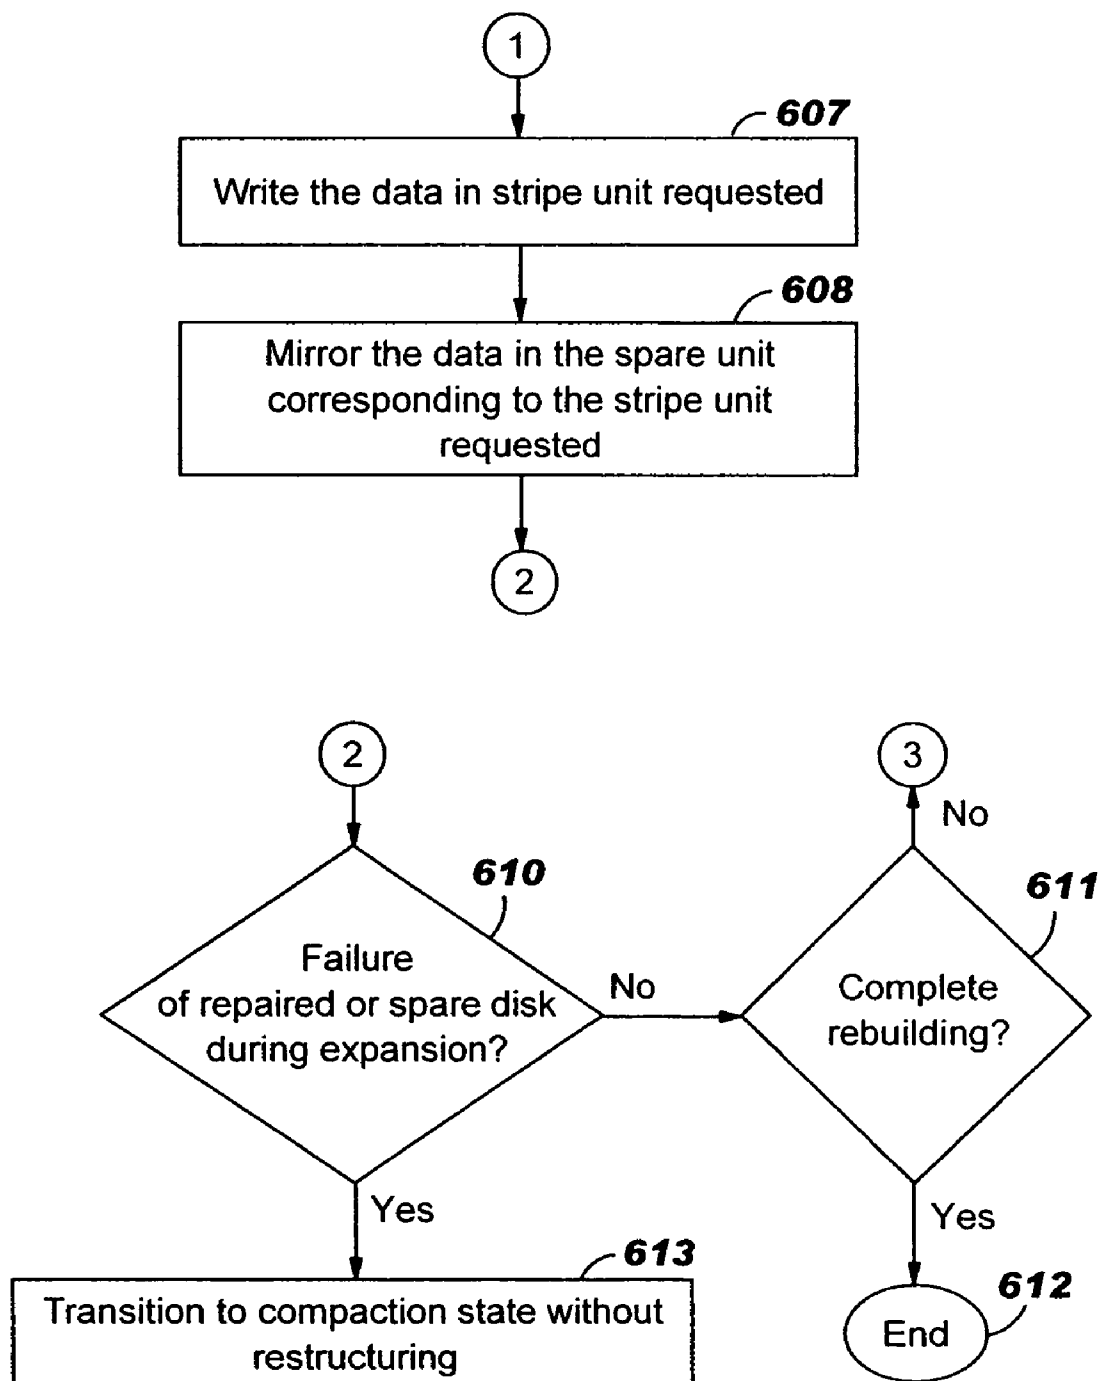 1
607
Write the data in stripe unit requested
608
Mirror the data in the spare unit
corresponding to the stripe unit
requested
2
2
3
No
610
611
Failure
of repaired or spare disk
during expansion?
No
Complete
rebuilding?
Yes
Yes
613
612
Transition to compaction state without
restructuring
End